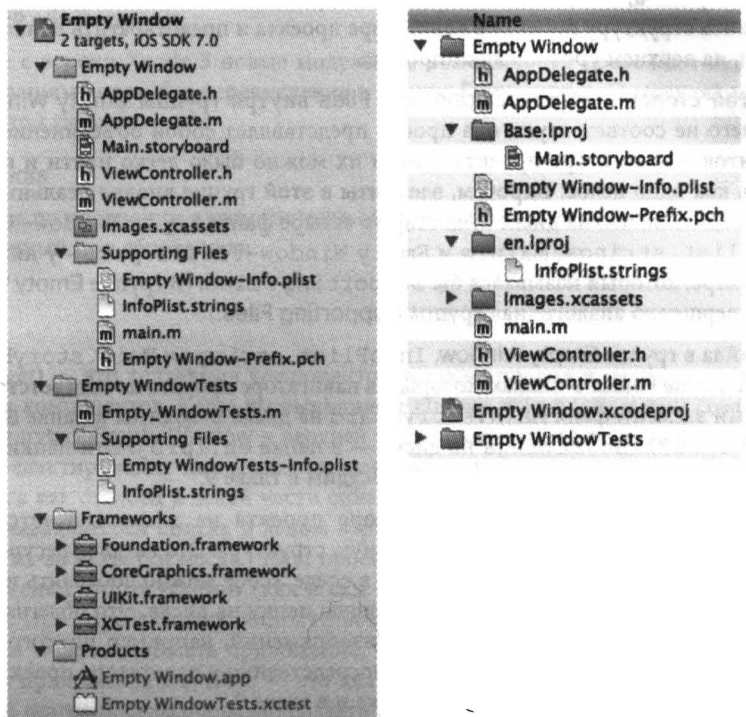 Empty Window
2 targets, iOS SDK 7.0
Empty Window
AppDelegate.h
AppDelegate.m
Main.storyboard
ViewController.h
ViewController.m
Images.xcassets
Supporting Files
Empty Window-Info.plist
InfoPlist.strings
main.m
Empty Window-Prefix.pch
Empty WindowTests
Empty_WindowTests.m
Supporting Files
Empty WindowTests-Info.plist
InfoPlist.strings
Frameworks
Foundation.framework
CoreGraphics.framework
UIKit.framework
XCTest.framework
Products
Empty Window.app
Empty WindowTests.xctest
Name
Empty Window
AppDelegate.h
AppDelegate.m
Base.lproj
Main.storyboard
Empty Window-Info.plist
Empty Window-Prefix.pch
en.lproj
InfoPlist.strings
Images.xcassets
main.m
ViewController.h
ViewController.m
Empty Window.xcodeproj
Empty WindowTests